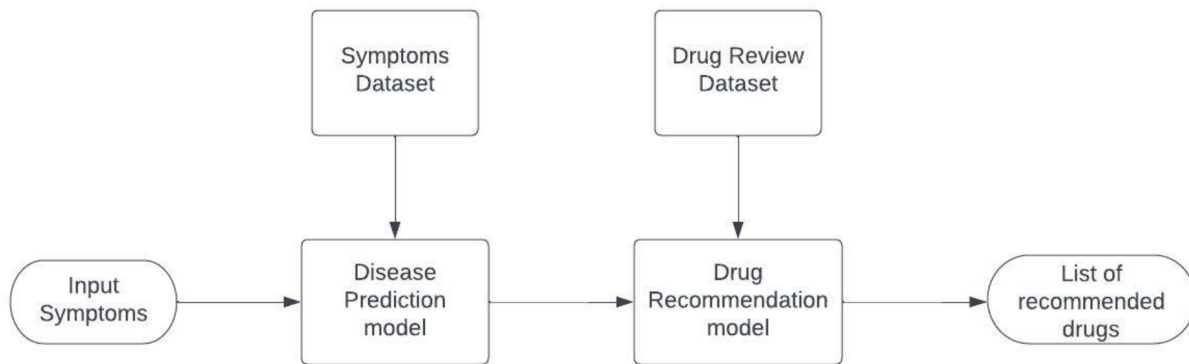 Symptoms
Dataset
Drug Review
Dataset
Input
Symptoms
Disease
Prediction
model
Drug
Recommendation
model
List of
recommended
drugs